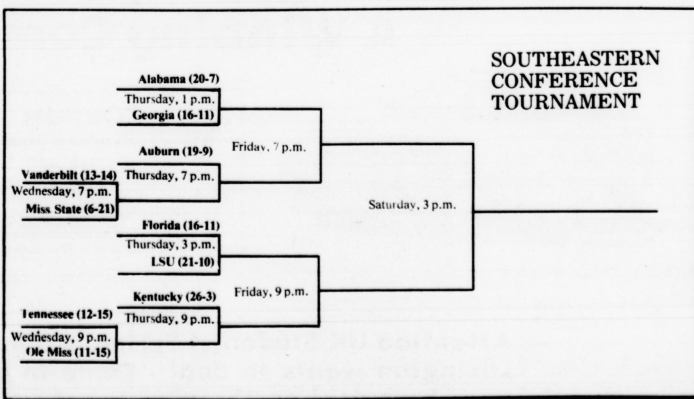 SOUTHEASTERN
CONFERENCE
TOURNAMENT
Alabama (20-7)
Thursday, 1 p.m.
Georgia (16-11)
Friday, 7 p.m.
Auburn (19-9)
Thursday, 7 p.m.
Vanderbilt (13-14)
Wednesday, 7 p.m.
Miss. State (6-21)
Saturday, 3 p.m.
Florida (16-11)
Thursday, 3 p.m.
LSU (21-10)
Friday, 9 p.m.
Kentucky (26-3)
Thursday, 9 p.m.
Tennessee (12-15)
Wednesday, 9 p.m.
Ole Miss (11-15)